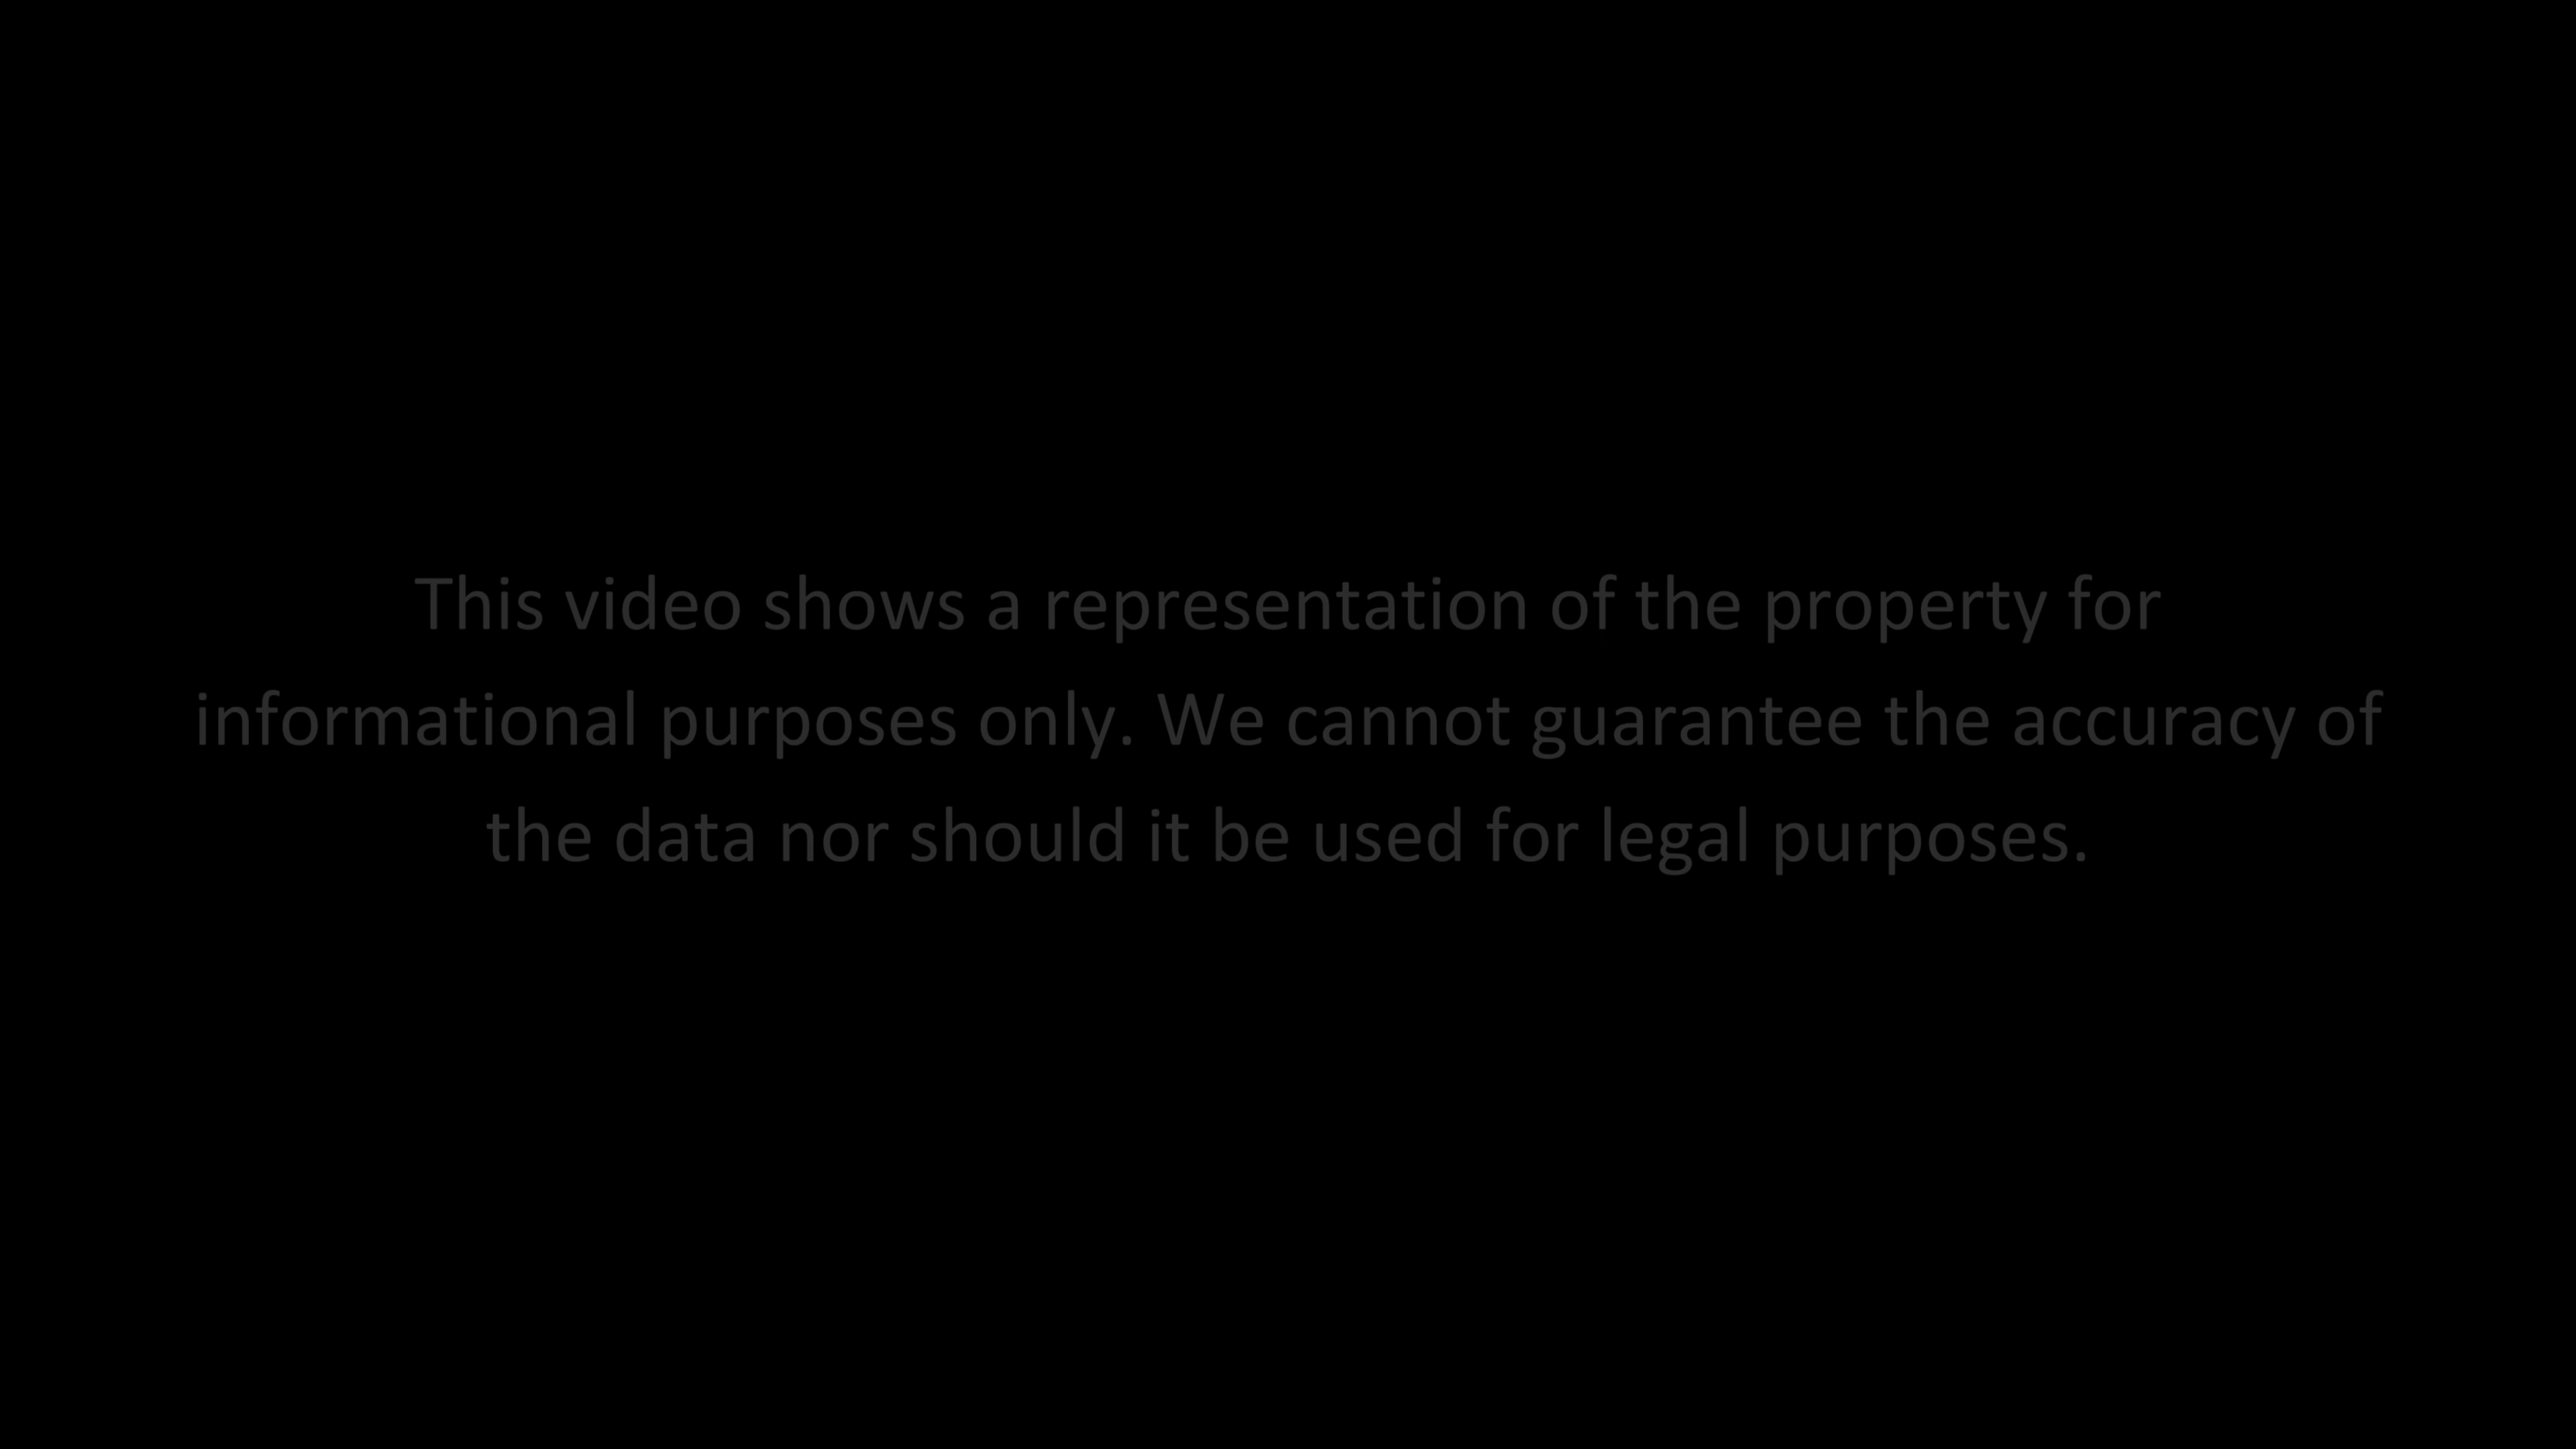 This video shows a representation of the property for
informational purposes only. We cannot guarantee the accuracy of
the data nor should it be used for legal purposes.